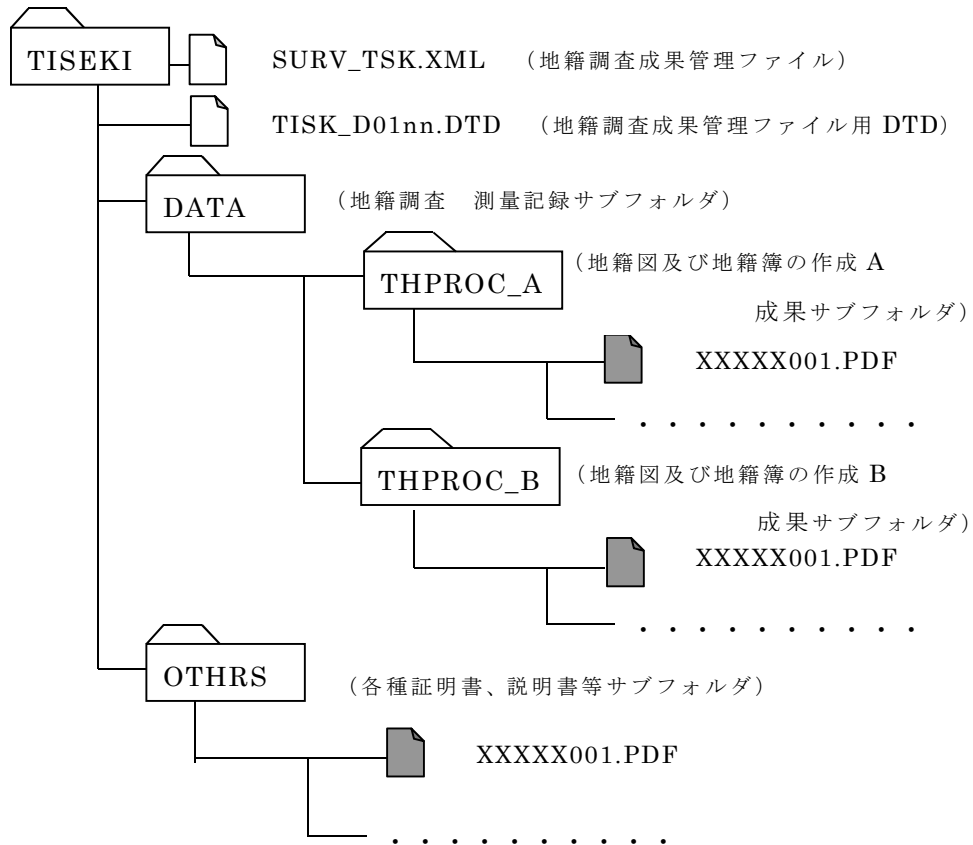 TISEKI
SURV_TSK.XML （地籍調査成果管理ファイル）
TISK_D01nn.DTD （地籍調査成果管理ファイル用 DTD）
DATA （地籍調査　測量記録サブフォルダ）
THPROC_A （地籍図及び地籍簿の作成 A
成果サブフォルダ）
XXXXX001.PDF
・・・・・・・・・・
THPROC_B （地籍図及び地籍簿の作成 B
成果サブフォルダ）
XXXXX001.PDF
・・・・・・・・・・
OTHRS （各種証明書、説明書等サブフォルダ）
XXXXX001.PDF
・・・・・・・・・・